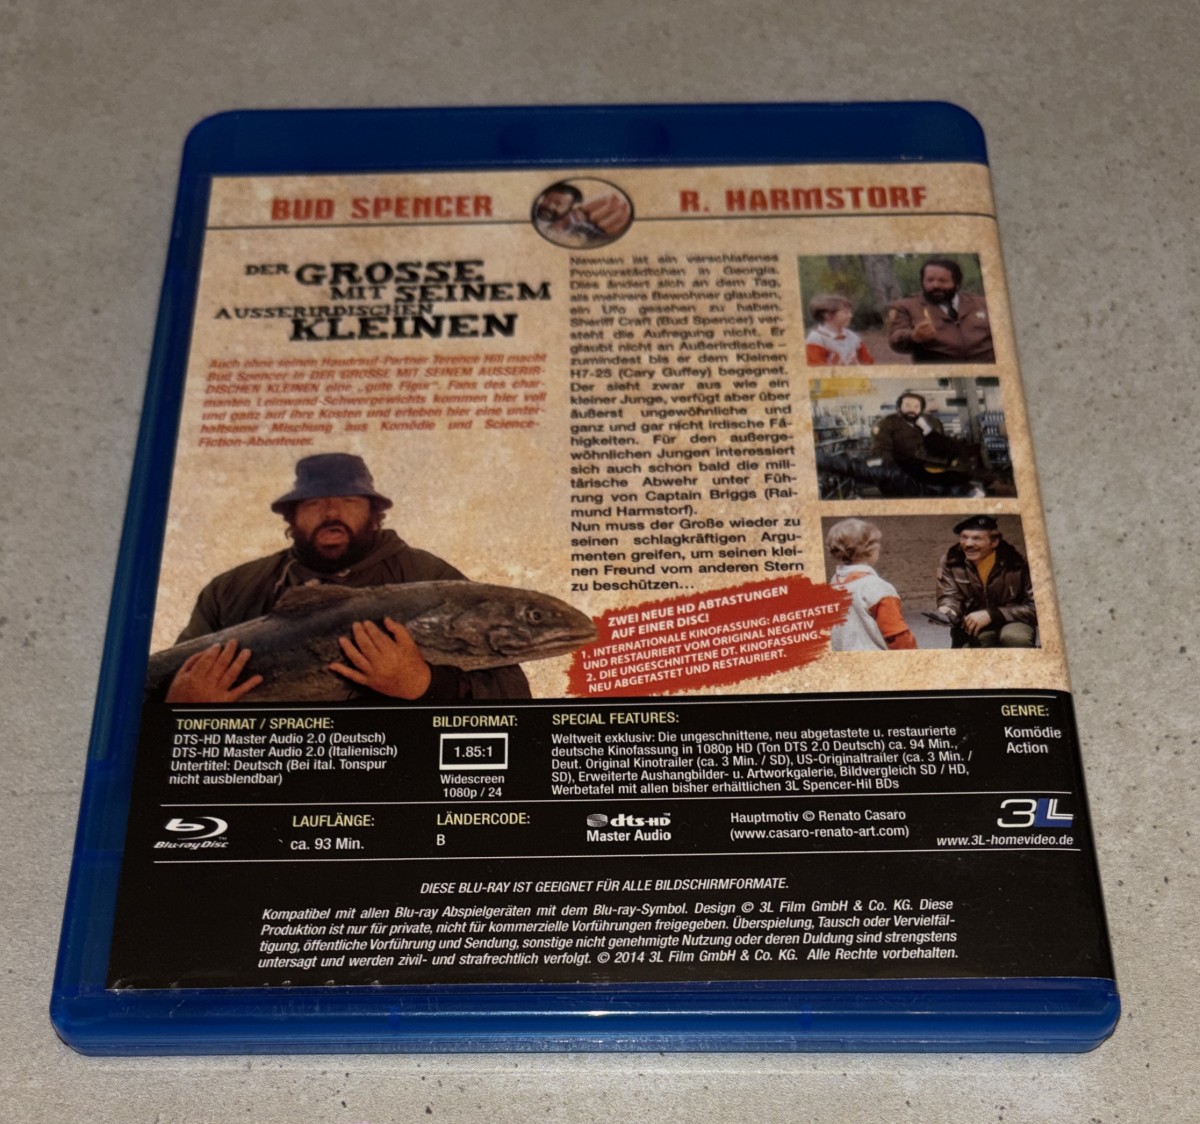 BUD SPENCER
R. HARMSTORF
DER GROSSE
MIT SEINEM
AUSSERIRDISCHEN
KLEINEN
Auch ohne seinen Haudrauf-Partner Terence Hill macht
Bud Spencer in DER GROSSE MIT SEINEM AUSSERIR-
DISCHEN KLEINEN eine „gute Figur“. Fans des char-
manten Leinwand-Schwergewichts kommen hier voll
und ganz auf ihre Kosten und erleben hier eine unter-
haltsame Mischung aus Komödie und Science-
Fiction-Abenteuer.
Newnan ist ein verschlafenes
Provinzstädtchen in Georgia.
Dies ändert sich an dem Tag,
als mehrere Bewohner glauben,
ein Ufo gesehen zu haben.
Sheriff Craft (Bud Spencer) ver-
steht die Aufregung nicht. Er
glaubt nicht an Außerirdische –
zumindest bis er dem Kleinen
H7-25 (Cary Guffey) begegnet.
Der sieht zwar aus wie ein
kleiner Junge, verfügt aber über
äußerst ungewöhnliche und
ganz und gar nicht irdische Fä-
higkeiten. Für den außerge-
wöhnlichen Jungen interessiert
sich auch schon bald die mili-
tärische Abwehr unter Füh-
rung von Captain Briggs (Rai-
mund Harmstorf).
Nun muss der Große wieder zu
seinen schlagkräftigen Argu-
menten greifen, um seinen klei-
nen Freund vom anderen Stern
zu beschützen...
ZWEI NEUE HD ABTASTUNGEN
AUF EINER DISC!
1. INTERNATIONALE KINOFASSUNG: ABGETASTET
UND RESTAURIERT VOM ORIGINAL NEGATIV
2. DIE UNGESCHNITTENE DT. KINOFASSUNG.
NEU ABGETASTET UND RESTAURIERT.
TONFORMAT / SPRACHE:
DTS-HD Master Audio 2.0 (Deutsch)
DTS-HD Master Audio 2.0 (Italienisch)
Untertitel: Deutsch (Bei ital. Tonspur
nicht ausblendbar)
BILDFORMAT:
1.85:1
Widescreen
1080p / 24
SPECIAL FEATURES:
Weltweit exklusiv: Die ungeschnittene, neu abgetastete u. restaurierte
deutsche Kinofassung in 1080p HD (Ton DTS 2.0 Deutsch) ca. 94 Min.,
Deut. Original Kinotrailer (ca. 3 Min. / SD), US-Originaltrailer (ca. 3 Min. /
SD), Erweiterte Aushangbilder- u. Artworkgalerie, Bildvergleich SD / HD,
Werbetafel mit allen bisher erhältlichen 3L Spencer-Hil BDs
GENRE:
Komödie
Action
Blu-ray Disc
LAUFLÄNGE:
ca. 93 Min.
LÄNDERCODE:
B
dts-HD
Master Audio
Hauptmotiv © Renato Casaro
(www.casaro-renato-art.com)
3L
www.3L-homevideo.de
DIESE BLU-RAY IST GEEIGNET FÜR ALLE BILDSCHIRMFORMATE.
Kompatibel mit allen Blu-ray Abspielgeräten mit dem Blu-ray-Symbol. Design © 3L Film GmbH & Co. KG. Diese
Produktion ist nur für private, nicht für kommerzielle Vorführungen freigegeben. Überspielung, Tausch oder Vervielfäl-
tigung, öffentliche Vorführung und Sendung, sonstige nicht genehmigte Nutzung oder deren Duldung sind strengstens
untersagt und werden zivil- und strafrechtlich verfolgt. © 2014 3L Film GmbH & Co. KG. Alle Rechte vorbehalten.